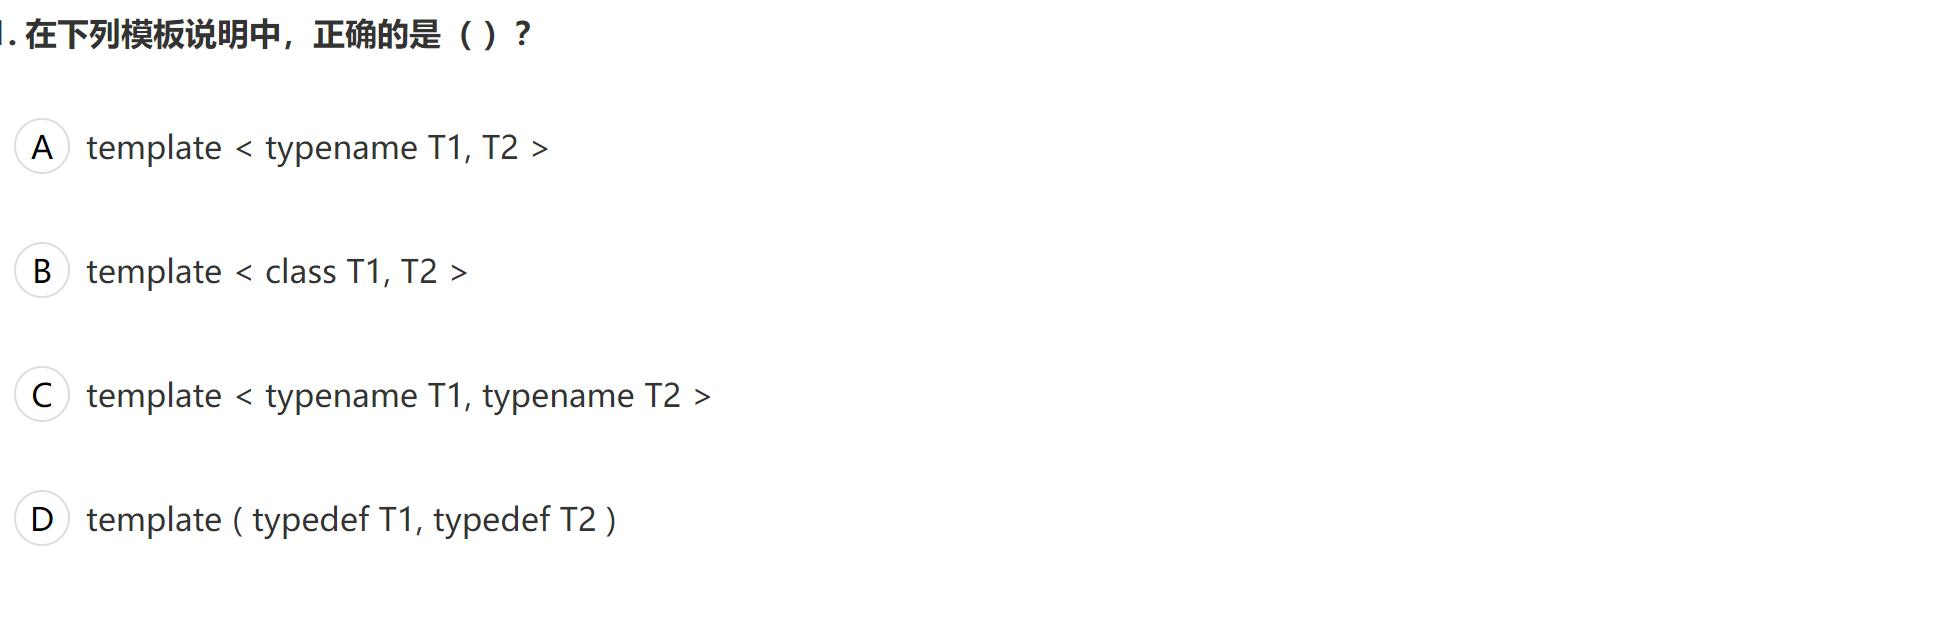 1. 在下列模板说明中，正确的是（ ）？
A template < typename T1, T2 >
B template < class T1, T2 >
C template < typename T1, typename T2 >
D template ( typedef T1, typedef T2 )